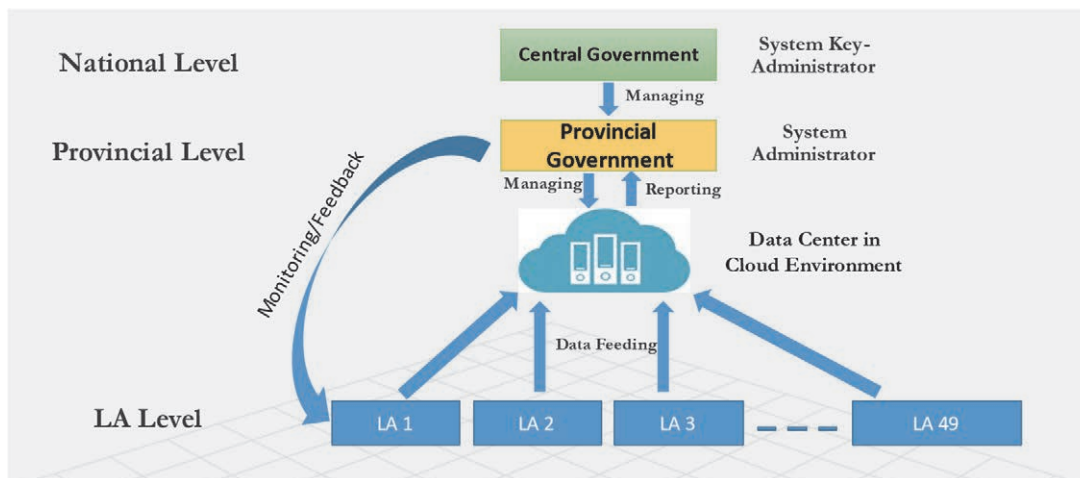 National Level
Central Government
System Key-
Administrator
Managing
Provincial Level
Provincial
Government
System
Administrator
Managing
Reporting
Monitoring/Feedback
Data Center in
Cloud Environment
Data Feeding
LA Level
LA 1
LA 2
LA 3
LA 49